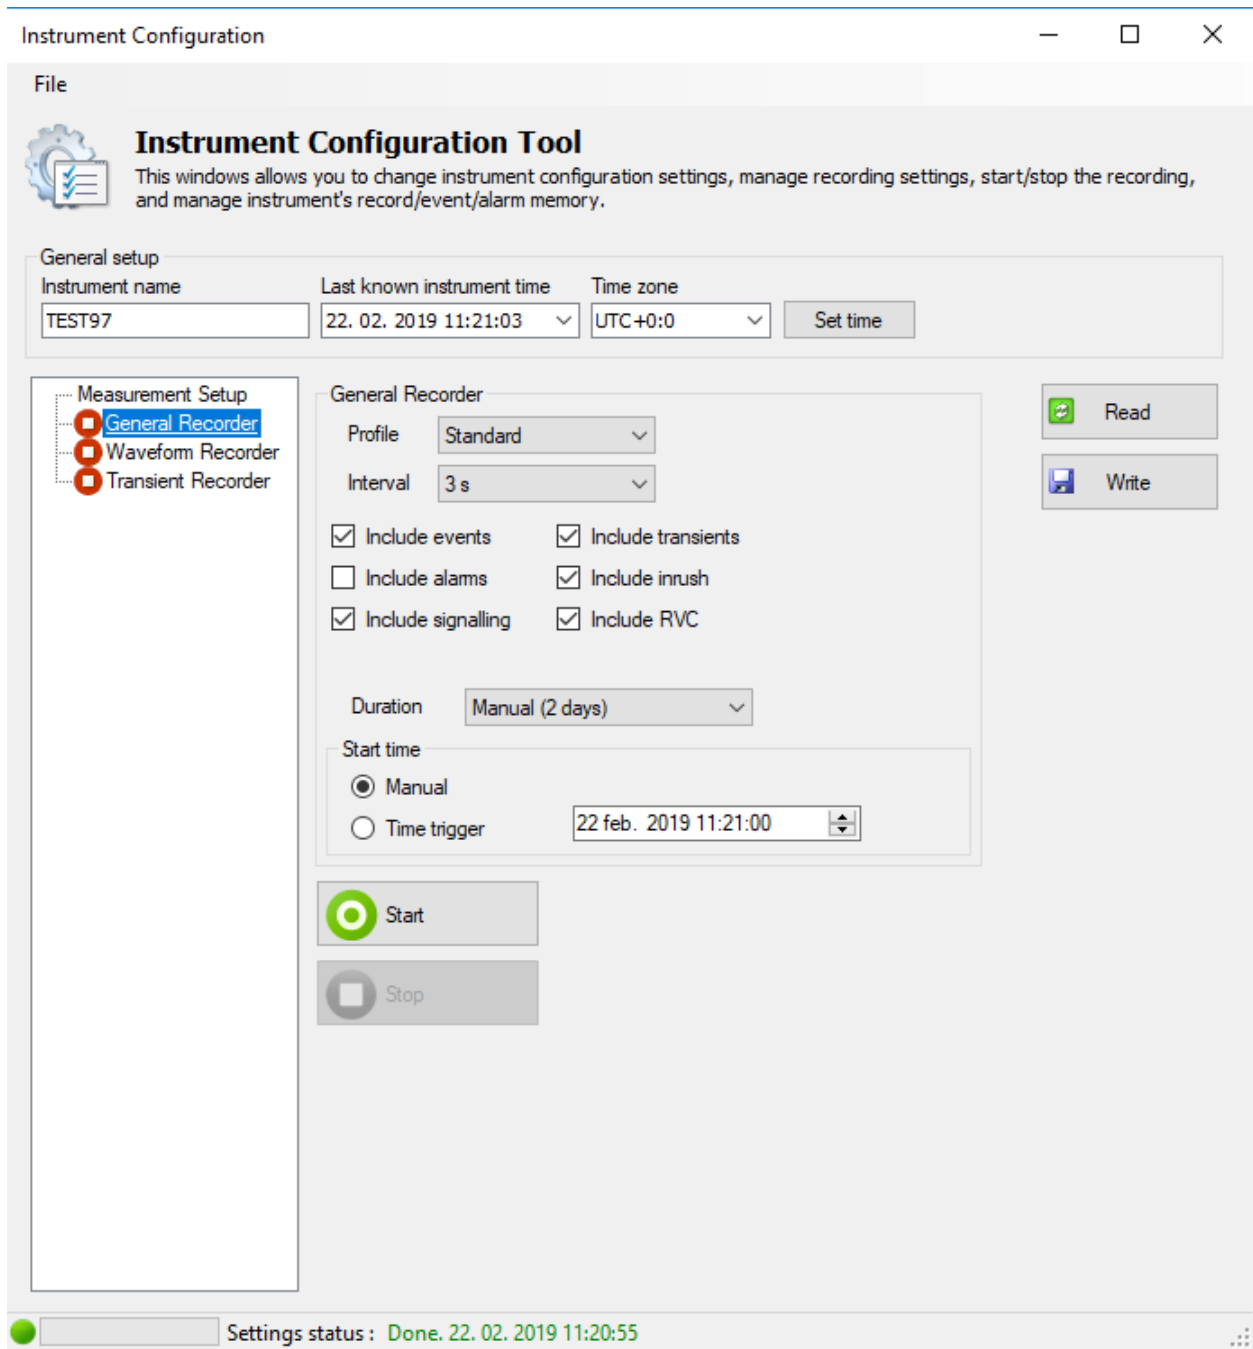 Instrument Configuration
File
Instrument Configuration Tool
This windows allows you to change instrument configuration settings, manage recording settings, start/stop the recording,
and manage instrument's record/event/alarm memory.
General setup
Instrument name Last known instrument time Time zone
TEST97 22. 02. 2019 11:21:03 UTC+0:0 Set time
Measurement Setup
General Recorder
Waveform Recorder
Transient Recorder
General Recorder
Profile Standard
Interval 3 s
Include events Include transients
Include alarms Include inrush
Include signalling Include RVC
Duration Manual (2 days)
Start time
Manual
Time trigger 22 feb. 2019 11:21:00
Start
Stop
Read
Write
Settings status : Done. 22. 02. 2019 11:20:55